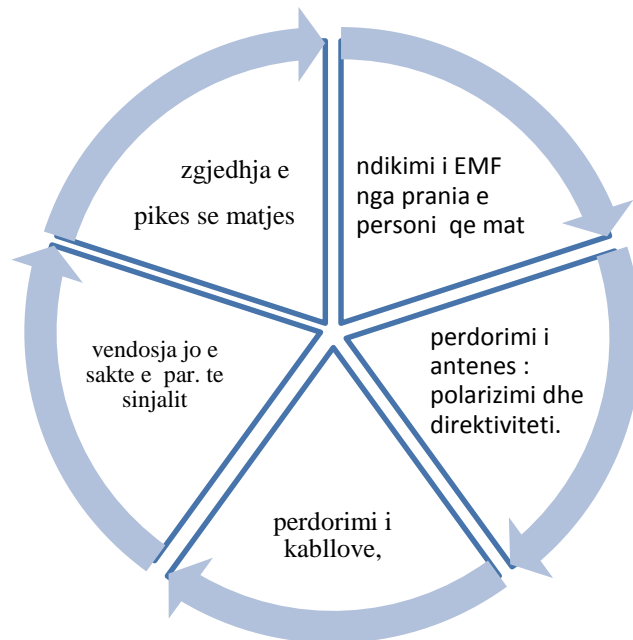 zgjedhja e
pikes se matjes
ndikimi i EMF
nga prania e
personi qe mat
perdorimi i
antenes :
polarizimi dhe
direktiviteti.
perdorimi i
kabllove,
vendosja jo e
sakte e par. te
sinjalit